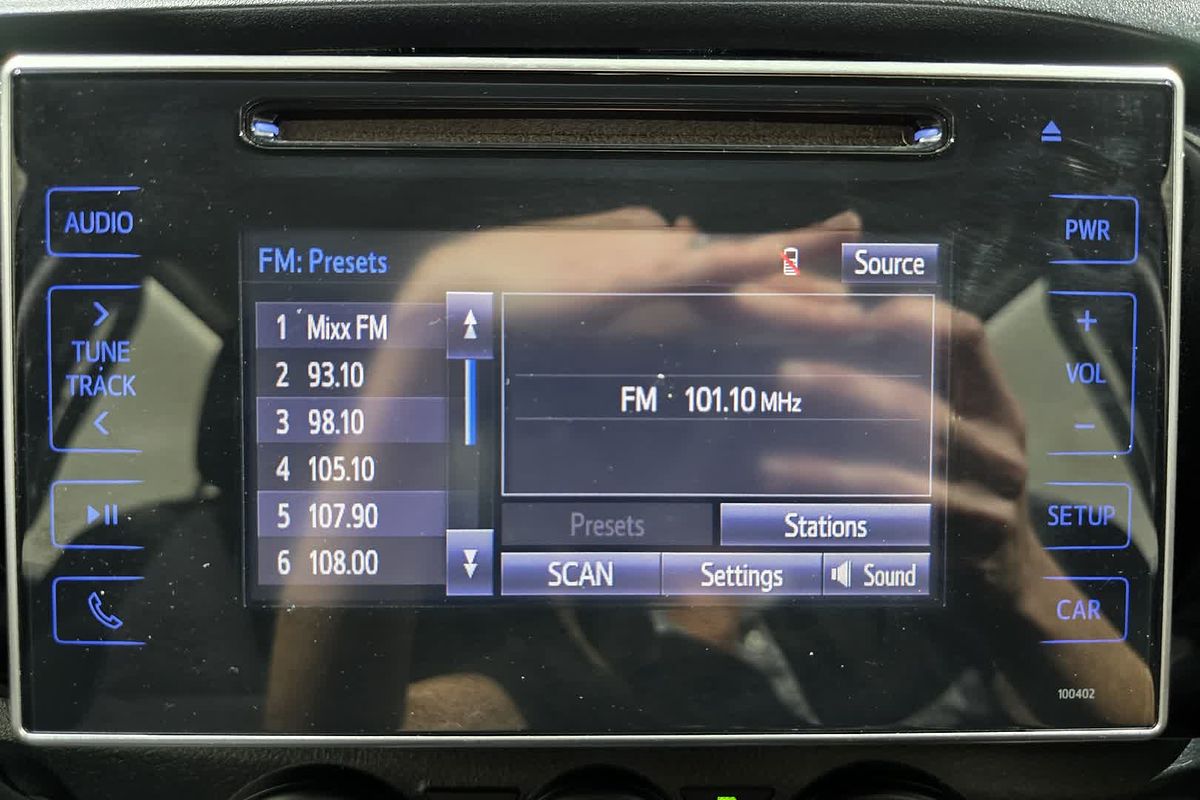 AUDIO
TUNE
TRACK
FM: Presets
Source
1 Mixx FM
2 93.10
3 98.10
4 105.10
5 107.90
6 108.00
FM 101.10 MHz
Presets
Stations
SCAN
Settings
Sound
PWR
+
VOL
−
SETUP
CAR
100402